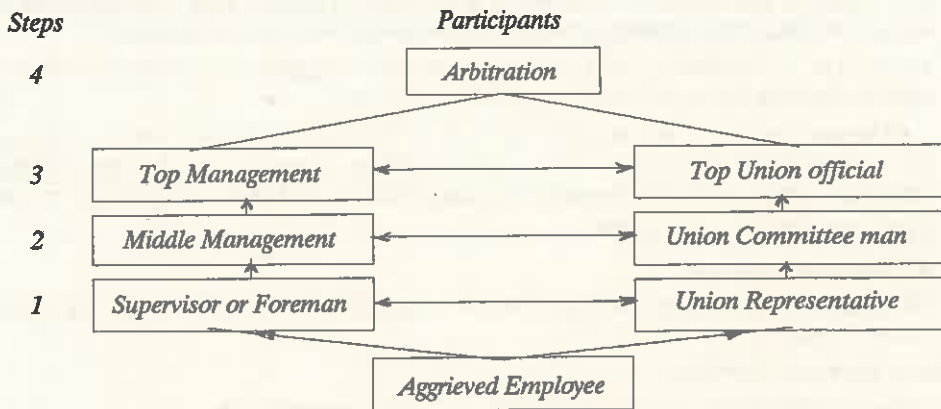 Steps Participants
4 Arbitration
3 Top Management Top Union official
2 Middle Management Union Committee man
1 Supervisor or Foreman Union Representative
Aggrieved Employee